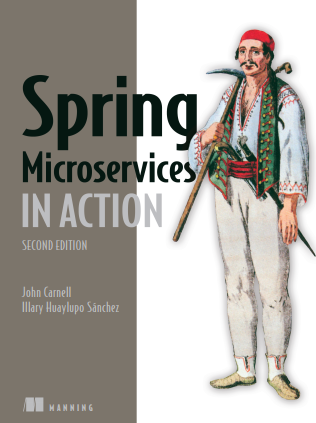 Spring
Microservices
IN ACTION
SECOND EDITION
John Carnell
Illary Huaylupo Sánchez
MANNING